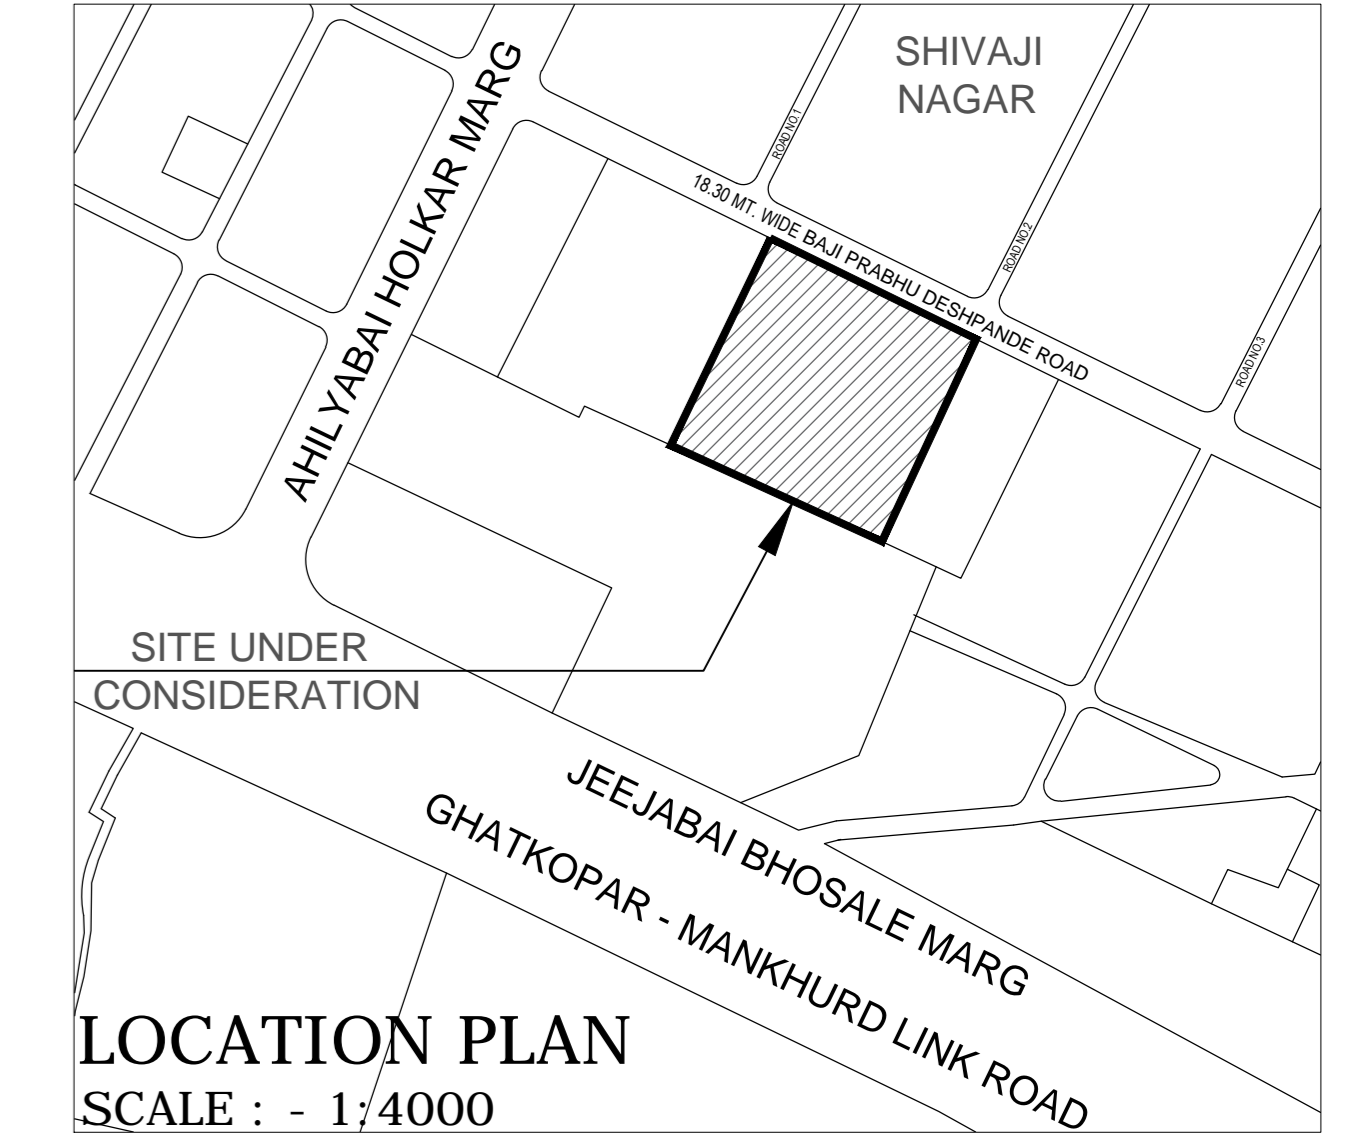 SHIVAJI
NAGAR
AHILYABAI HOLKAR MARG
ROAD NO.1
18.30 MT. WIDE BAJI PRABHU DESHPANDE ROAD
ROAD NO.2
ROAD NO.3
SITE UNDER
CONSIDERATION
JEEJABAI BHOSALE MARG
GHATKOPAR - MANKHURD LINK ROAD
LOCATION PLAN
SCALE : - 1:4000